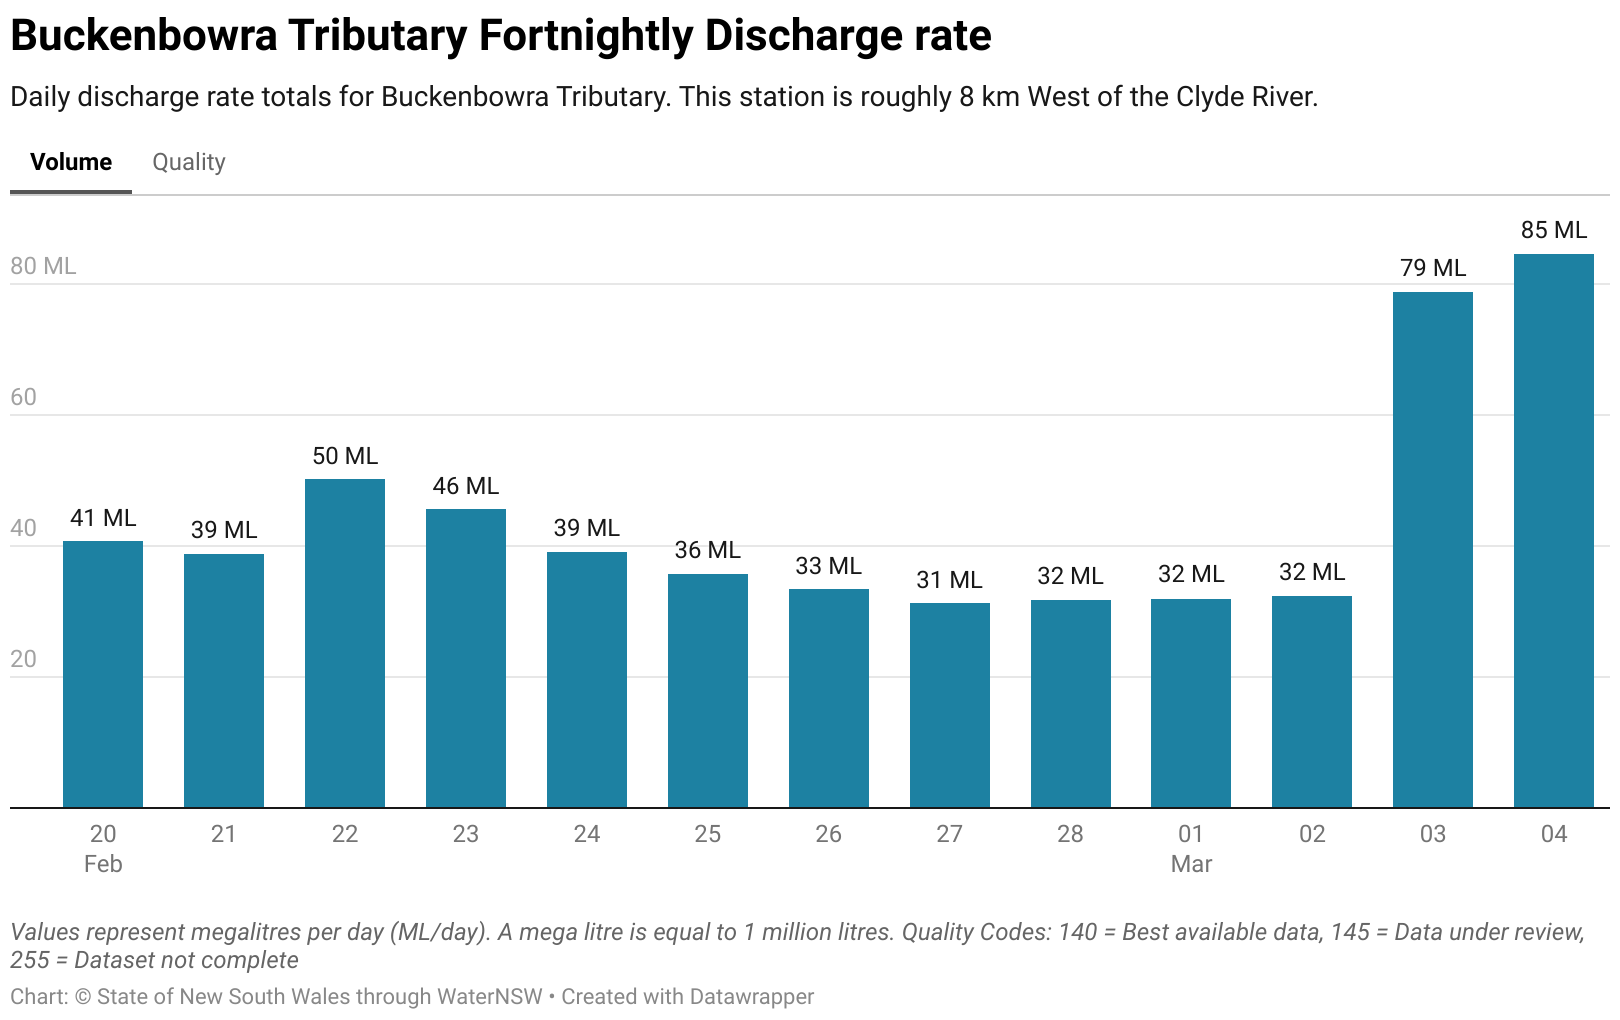 Buckenbowra Tributary Fortnightly Discharge rate
Daily discharge rate totals for Buckenbowra Tributary. This station is roughly 8 km West of the Clyde River.
Volume Quality
85 ML
80 ML
79 ML
60
50 ML
46 ML
41 ML
39 ML
40
39 ML
36 ML
33 ML
31 ML
32 ML
32 ML
32 ML
20
20 21 22 23 24 25 26 27 28 01 02 03 04
Feb Mar
Values represent megalitres per day (ML/day). A mega litre is equal to 1 million litres. Quality Codes: 140 = Best available data, 145 = Data under review,
255 = Dataset not complete
Chart: © State of New South Wales through WaterNSW • Created with Datawrapper